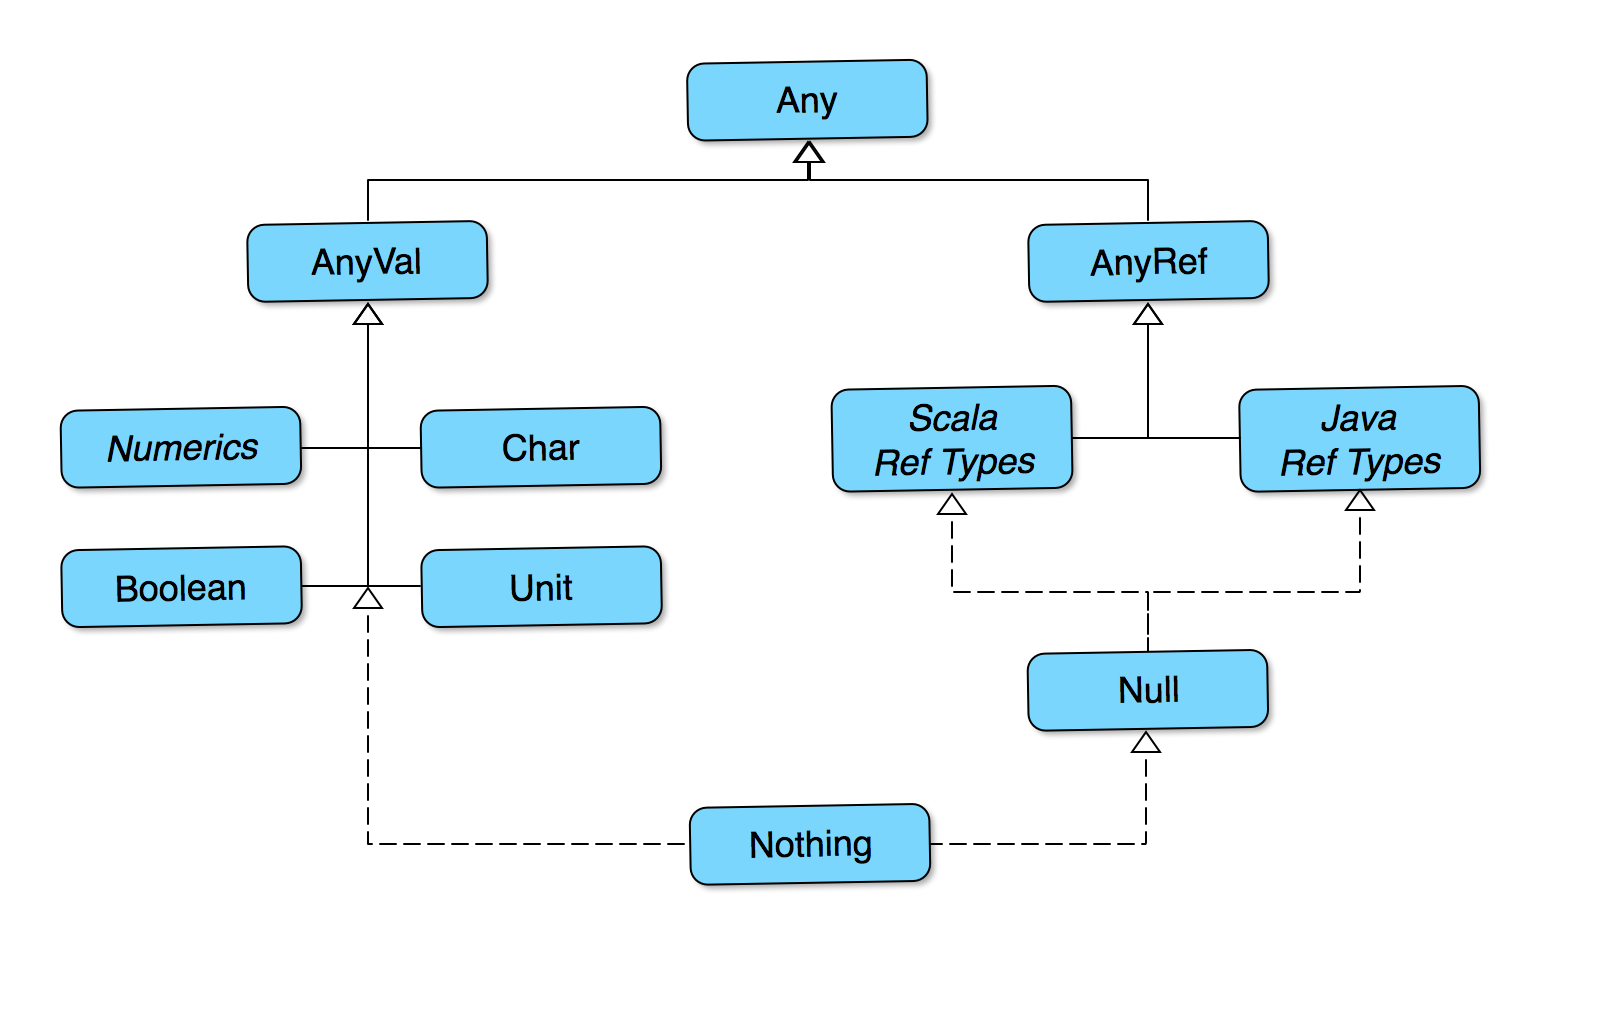 Any
AnyVal
AnyRef
Numerics
Char
Scala
Ref Types
Java
Ref Types
Boolean
Unit
Null
Nothing